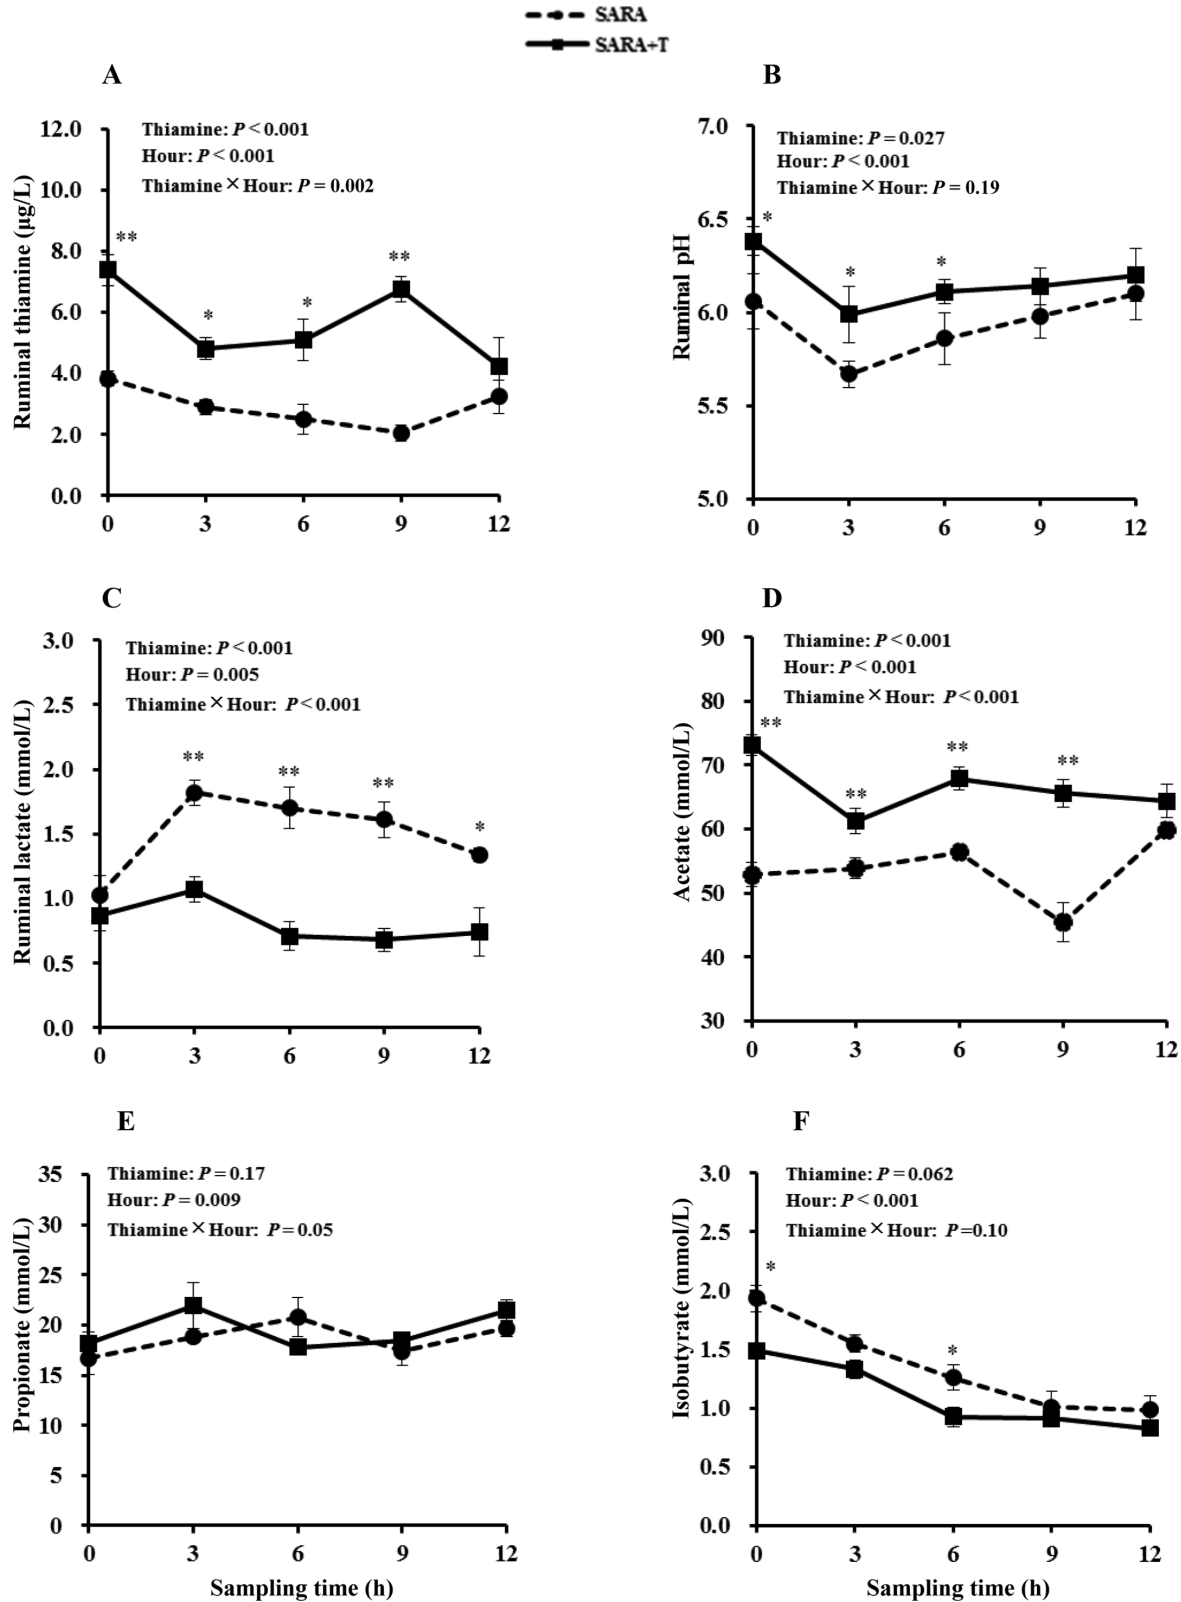 SARA
SARA+T
A
Thiamine: P < 0.001
Hour: P < 0.001
Thiamine × Hour: P = 0.002
Ruminal thiamine (µg/L)
12.0
10.0
8.0
6.0
4.0
2.0
0.0
**
*
*
**
0 3 6 9 12
B
Thiamine: P = 0.027
Hour: P < 0.001
Thiamine × Hour: P = 0.19
Ruminal pH
7.0
6.5
6.0
5.5
5.0
*
*
*
0 3 6 9 12
C
Thiamine: P < 0.001
Hour: P = 0.005
Thiamine × Hour: P < 0.001
Ruminal lactate (mmol/L)
3.0
2.5
2.0
1.5
1.0
0.5
0.0
**
**
**
*
0 3 6 9 12
D
Thiamine: P < 0.001
Hour: P < 0.001
Thiamine × Hour: P < 0.001
Acetate (mmol/L)
90
80
70
60
50
40
30
**
**
**
**
0 3 6 9 12
E
Thiamine: P = 0.17
Hour: P = 0.009
Thiamine × Hour: P = 0.05
Propionate (mmol/L)
35
30
25
20
15
10
5
0
0 3 6 9 12
Sampling time (h)
F
Thiamine: P = 0.062
Hour: P < 0.001
Thiamine × Hour: P =0.10
Isobutyrate (mmol/L)
3.0
2.5
2.0
1.5
1.0
0.5
0.0
*
*
0 3 6 9 12
Sampling time (h)